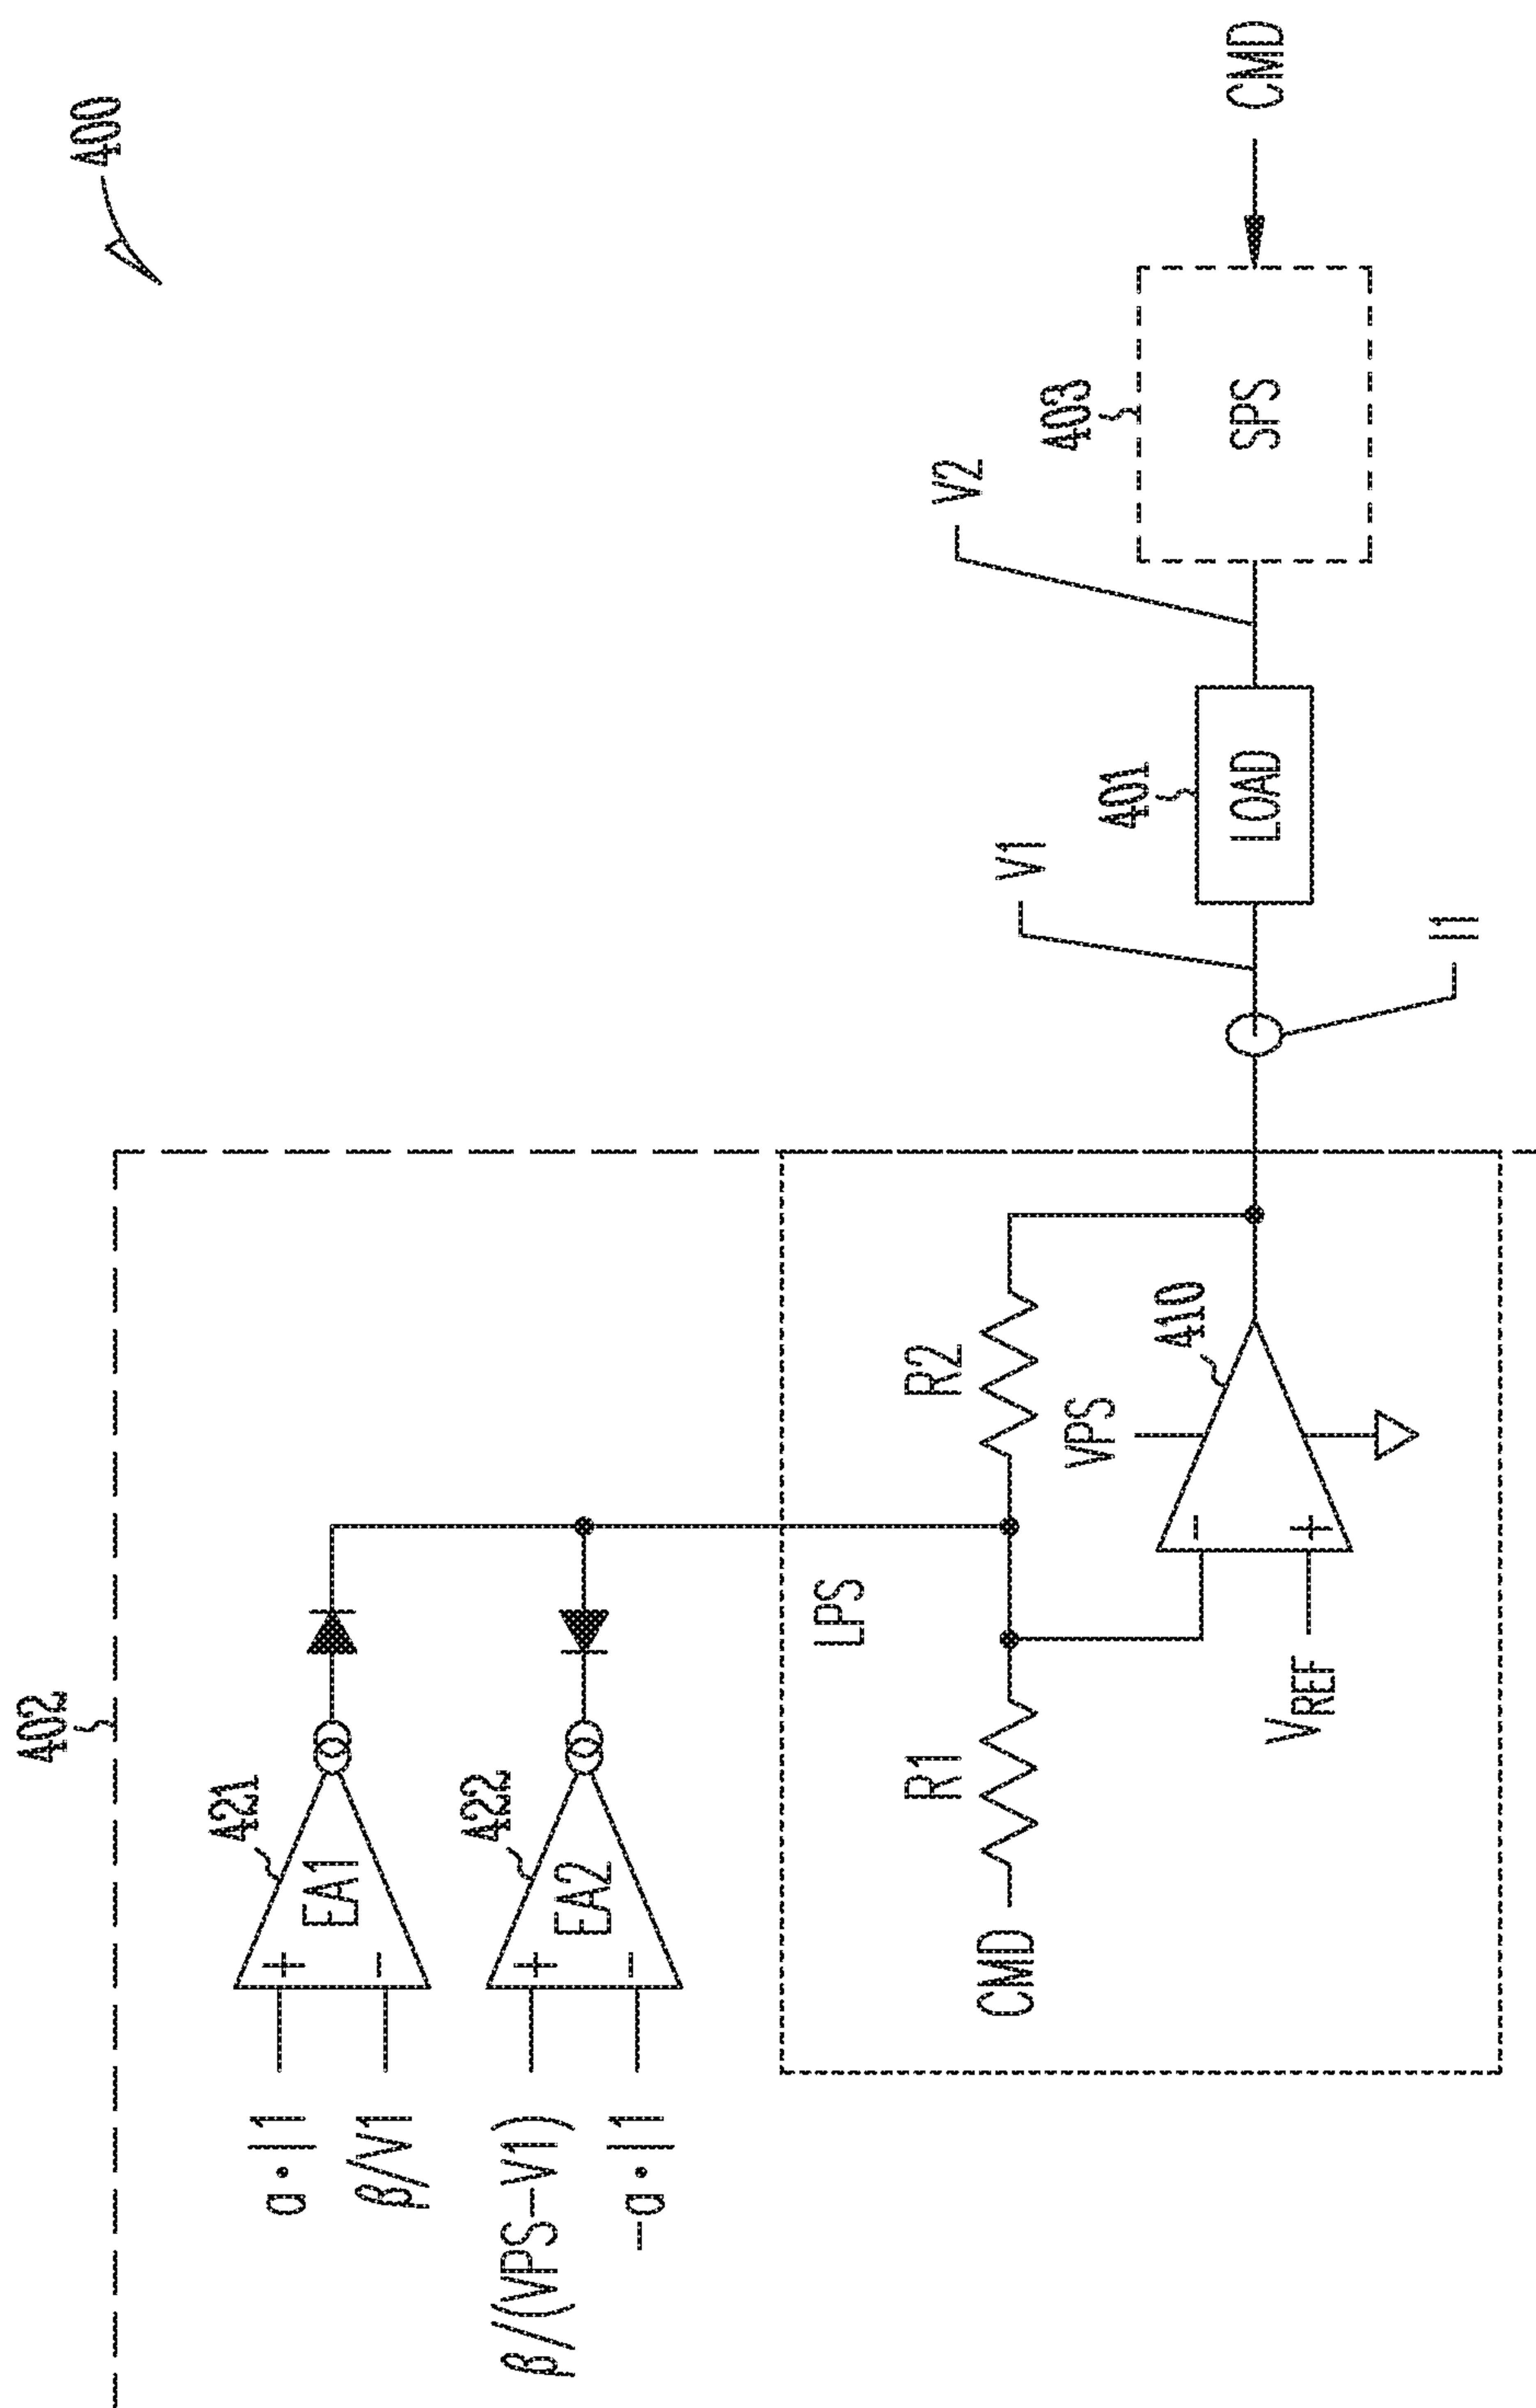 400
402
421
EA1
+
−
α•I1
β/V1
422
EA2
+
−
β/(VPS−V1)
−α•I1
LPS
CMD
R1
R2
VPS
410
−
+
VREF
I1
V1
401
LOAD
V2
403
SPS
CMD